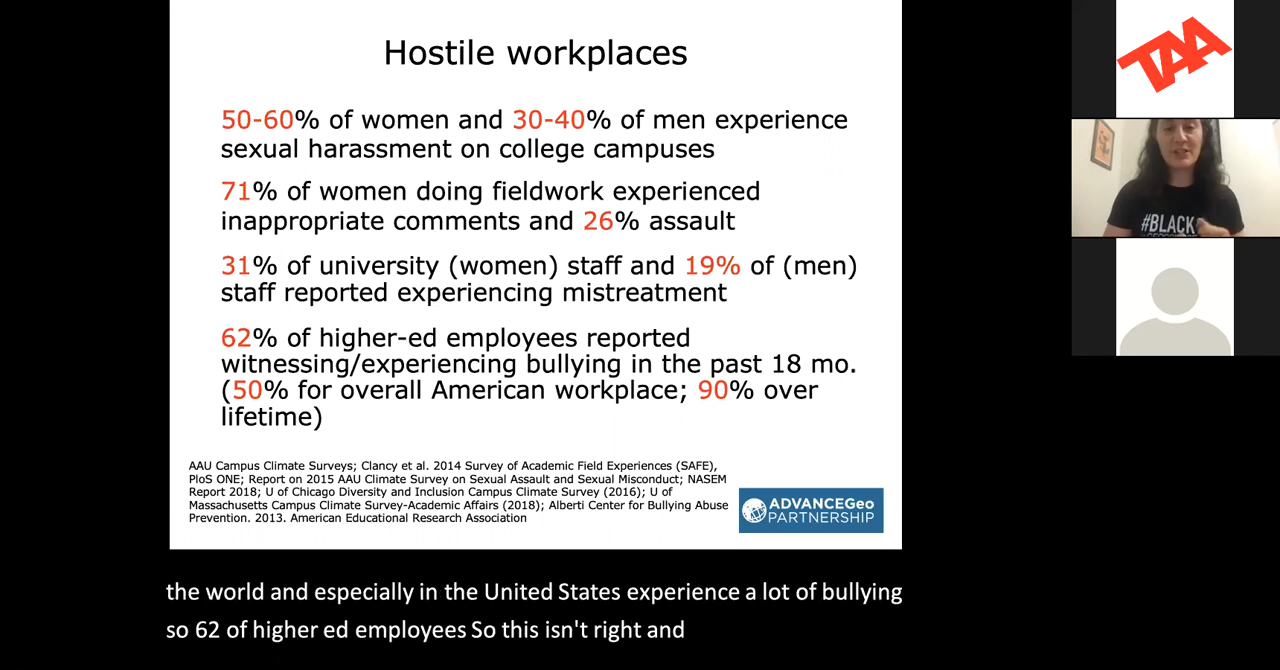 Hostile workplaces
50-60% of women and 30-40% of men experience
sexual harassment on college campuses
71% of women doing fieldwork experienced
inappropriate comments and 26% assault
31% of university (women) staff and 19% of (men)
staff reported experiencing mistreatment
62% of higher-ed employees reported
witnessing/experiencing bullying in the past 18 mo.
(50% for overall American workplace; 90% over
lifetime)
AAU Campus Climate Surveys; Clancy et al. 2014 Survey of Academic Field Experiences (SAFE),
PloS ONE; Report on 2015 AAU Climate Survey on Sexual Assault and Sexual Misconduct; NASEM
Report 2018; U of Chicago Diversity and Inclusion Campus Climate Survey (2016); U of
Massachusetts Campus Climate Survey-Academic Affairs (2018); Alberti Center for Bullying Abuse
Prevention. 2013. American Educational Research Association
ADVANCEGeo
PARTNERSHIP
TAA
#BLACK
the world and especially in the United States experience a lot of bullying
so 62 of higher ed employees So this isn't right and